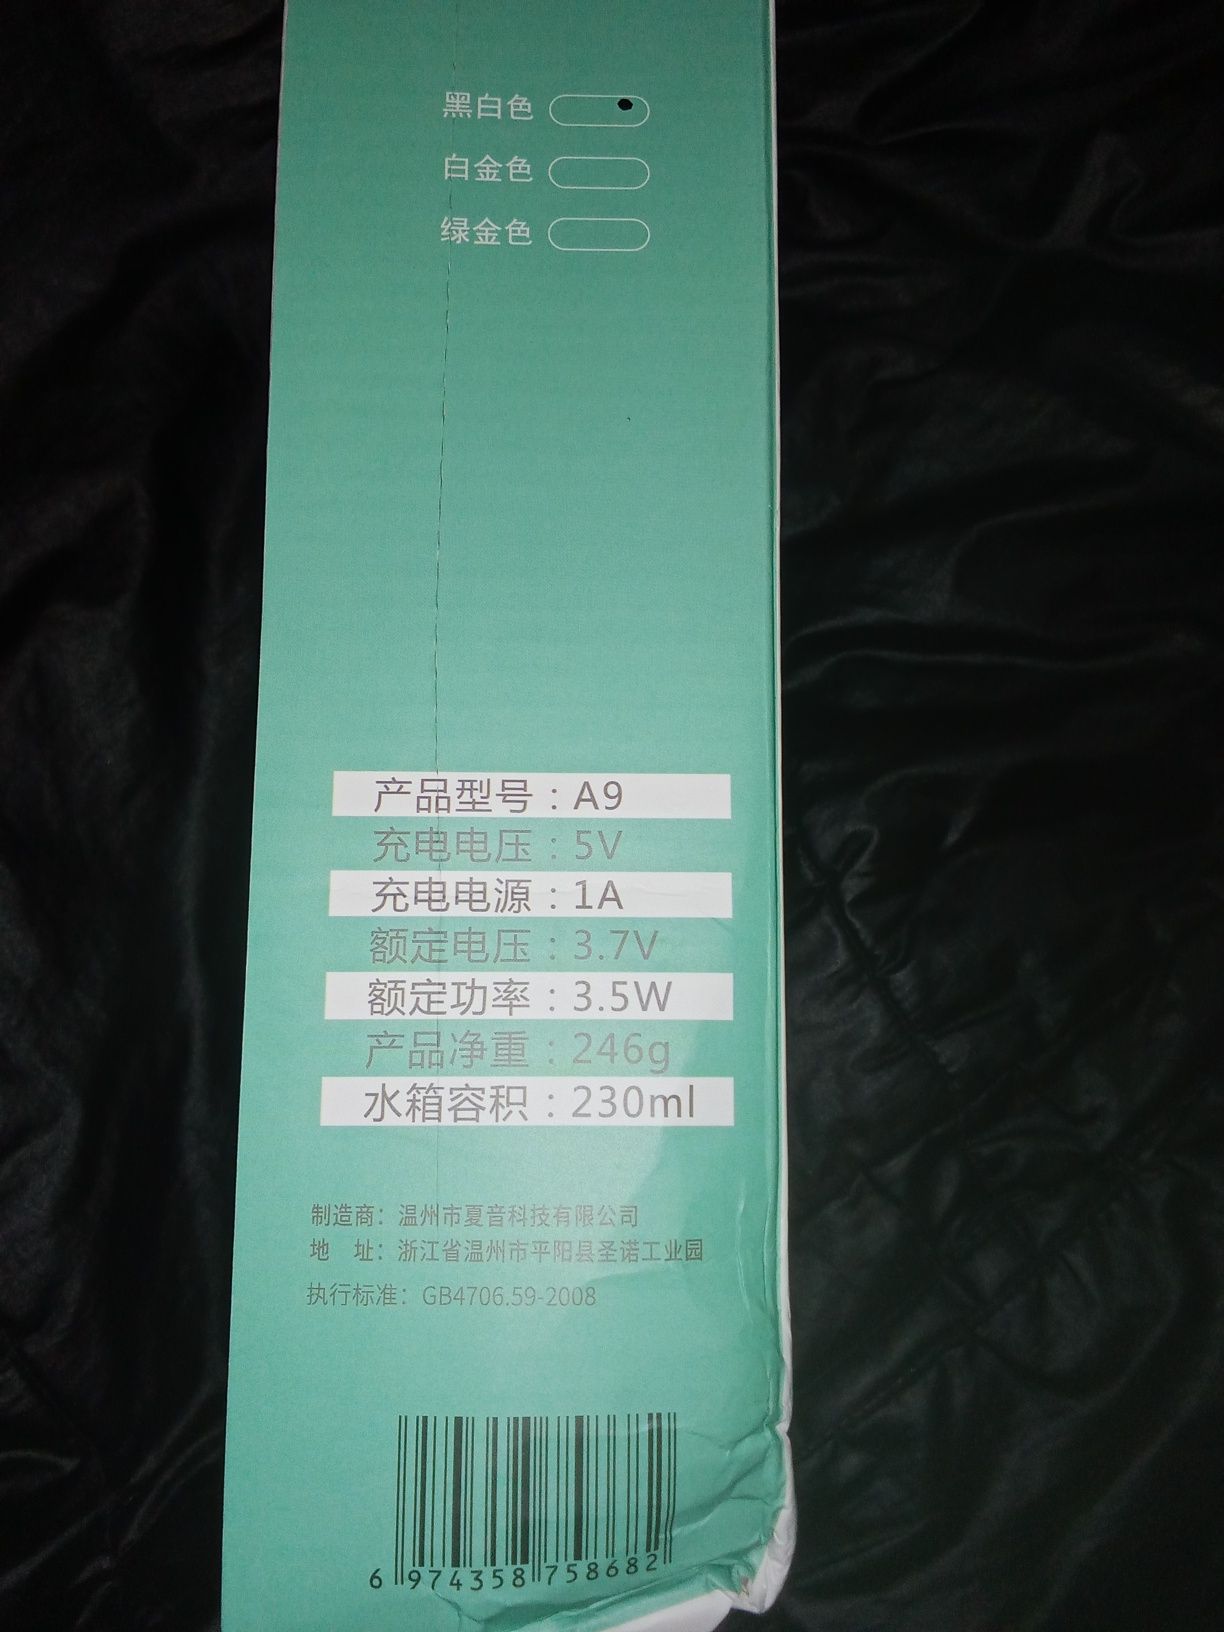 黑白色
白金色
绿金色
产品型号：A9
充电电压：5V
充电电源：1A
额定电压：3.7V
额定功率：3.5W
产品净重：246g
水箱容积：230ml
制造商：温州市夏音科技有限公司
地 址：浙江省温州市平阳县圣诺工业园
执行标准：GB4706.59-2008
6 974358 758682